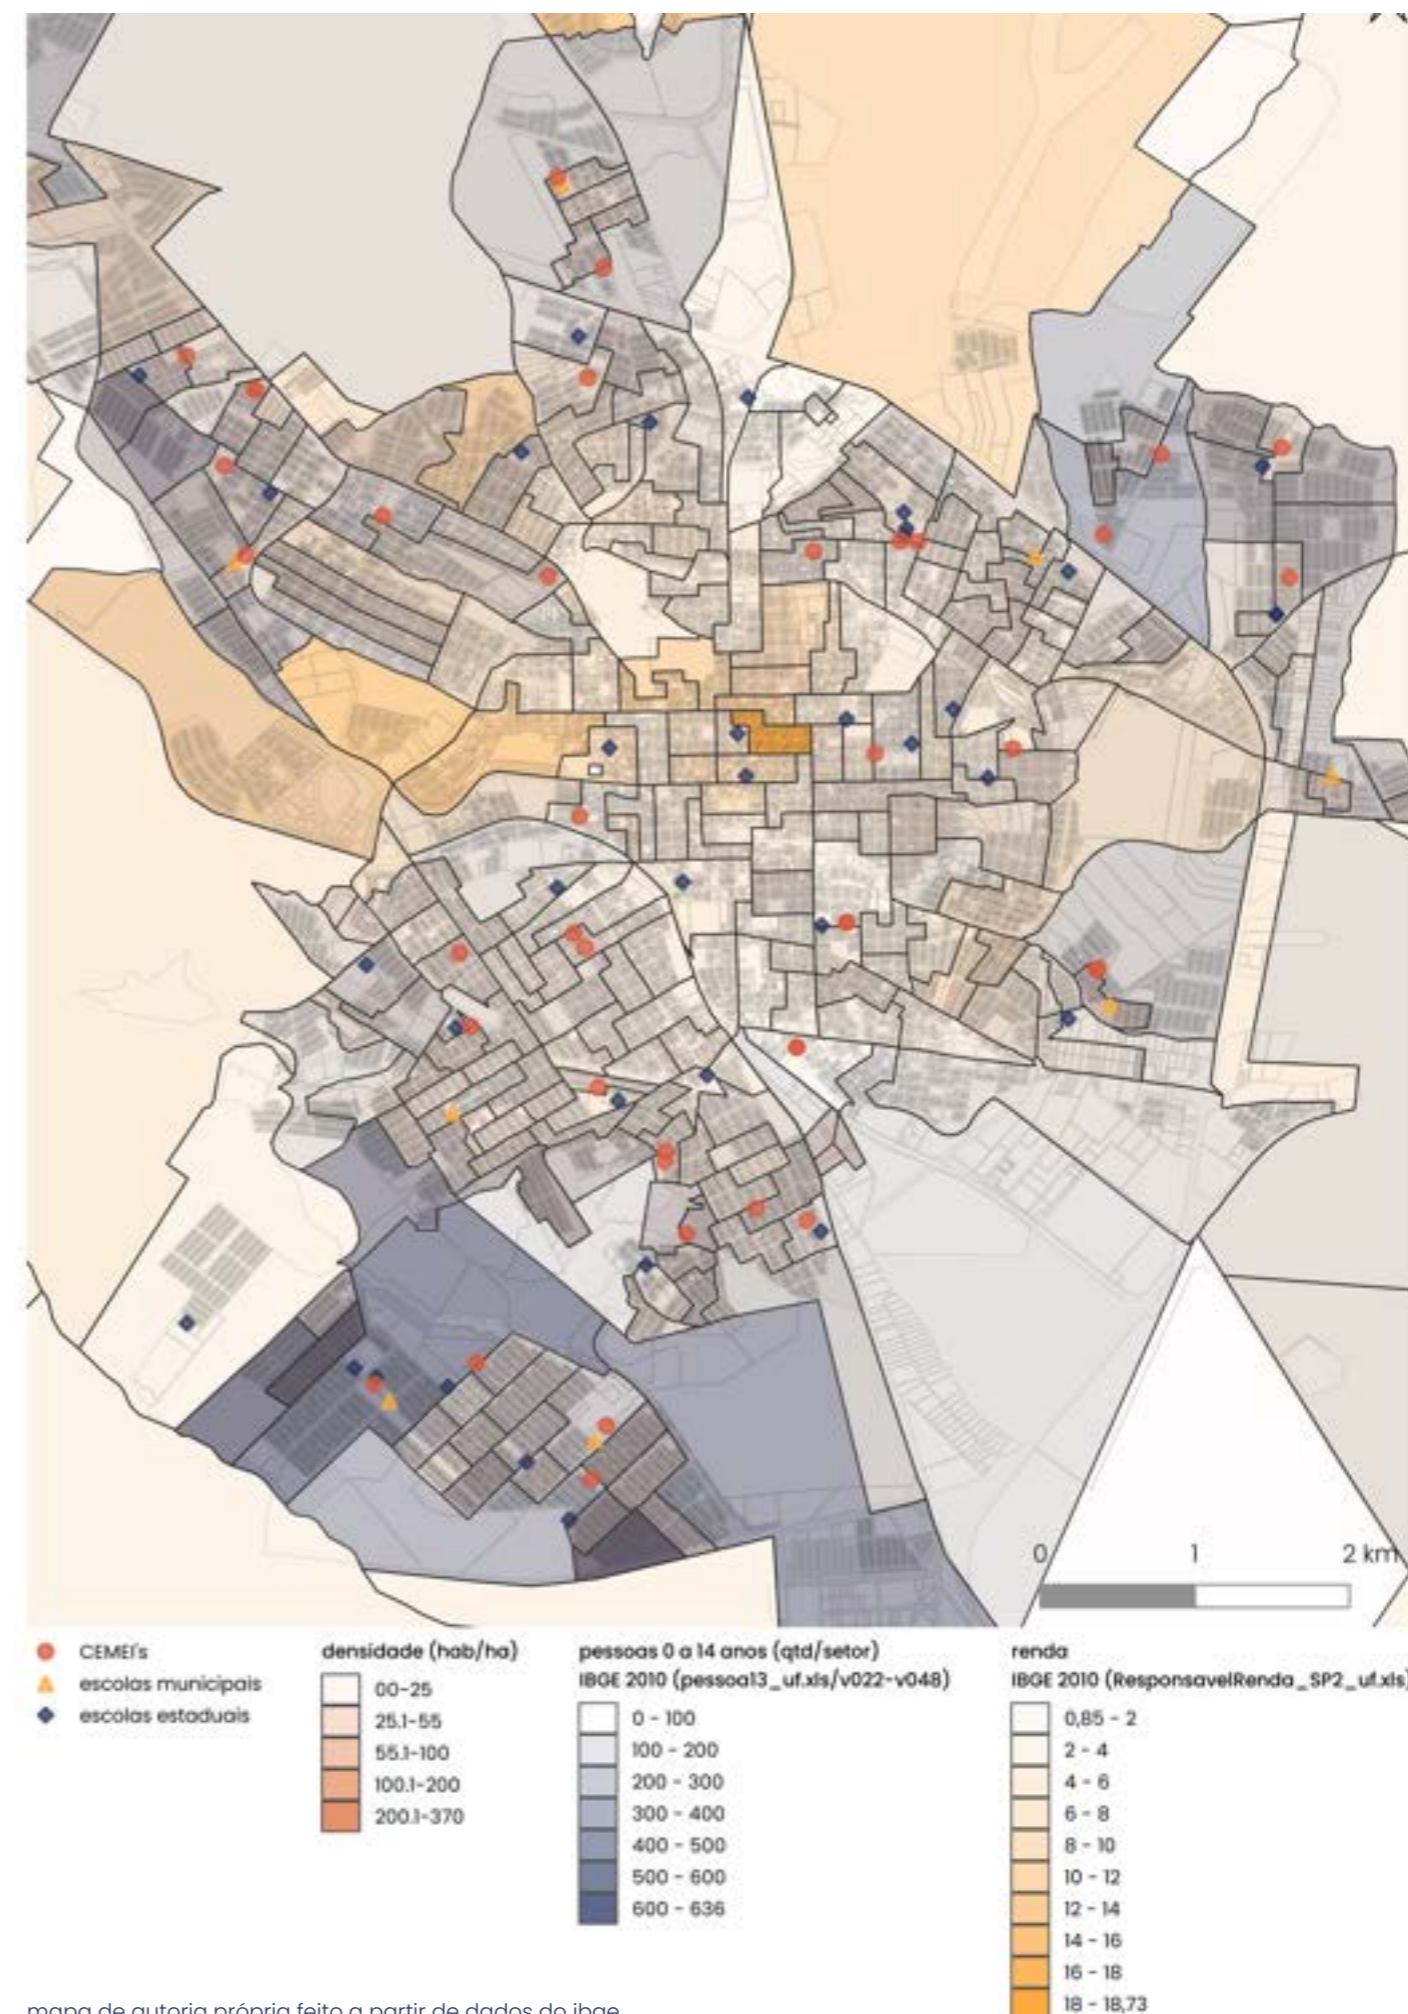 0 1 2 km
CEMEI's
escolas municipais
escolas estaduais
densidade (hab/ha)
00-25
25.1-55
55.1-100
100.1-200
200.1-370
pessoas 0 a 14 anos (qtd/setor)
IBGE 2010 (pessoa13_uf.xls/v022-v048)
0 - 100
100 - 200
200 - 300
300 - 400
400 - 500
500 - 600
600 - 636
renda
IBGE 2010 (ResponsavelRenda_SP2_uf.xls)
0,85 - 2
2 - 4
4 - 6
6 - 8
8 - 10
10 - 12
12 - 14
14 - 16
16 - 18
18 - 18,73
mapa de autoria própria feito a partir de dados do ibge